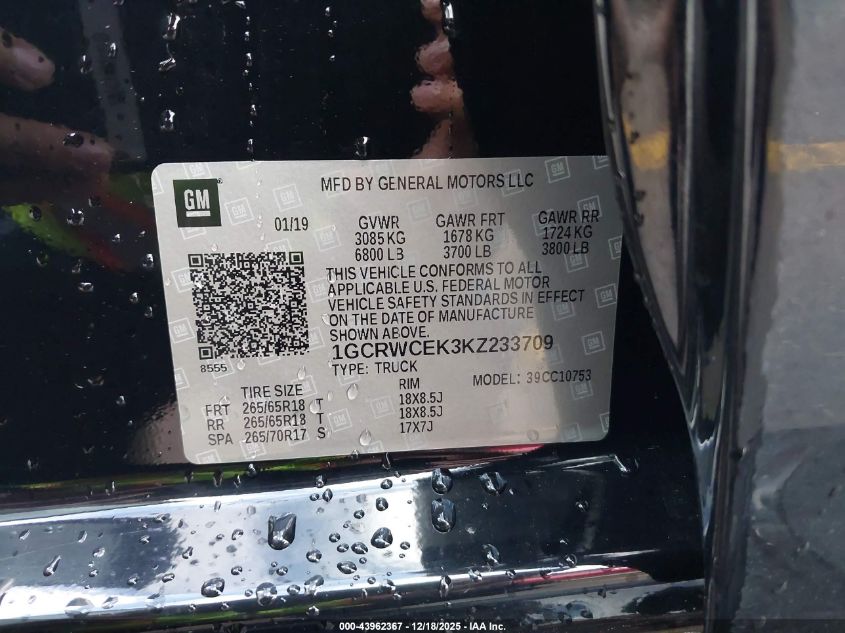 GM
MFD BY GENERAL MOTORS LLC
01/19 GVWR GAWR FRT GAWR RR
3085 KG 1678 KG 1724 KG
6800 LB 3700 LB 3800 LB
THIS VEHICLE CONFORMS TO ALL
APPLICABLE U.S. FEDERAL MOTOR
VEHICLE SAFETY STANDARDS IN EFFECT
ON THE DATE OF MANUFACTURE
SHOWN ABOVE.
8555
1GCRWCEK3KZ233709
TYPE: TRUCK
MODEL: 39CC10753
TIRE SIZE RIM
FRT 265/65R18 T 18X8.5J
RR 265/65R18 T 18X8.5J
SPA 265/70R17 S 17X7J
000-43962367 - 12/18/2025 - IAA Inc.